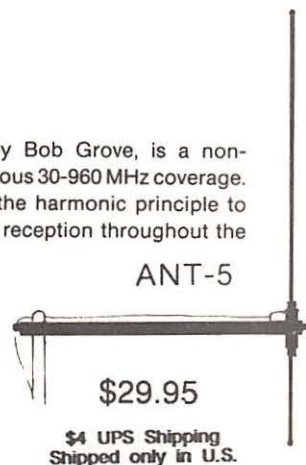 y Bob Grove, is a non-
ous 30-960 MHz coverage.
the harmonic principle to
reception throughout the
ANT-5
$29.95
$4 UPS Shipping
Shipped only in U.S.